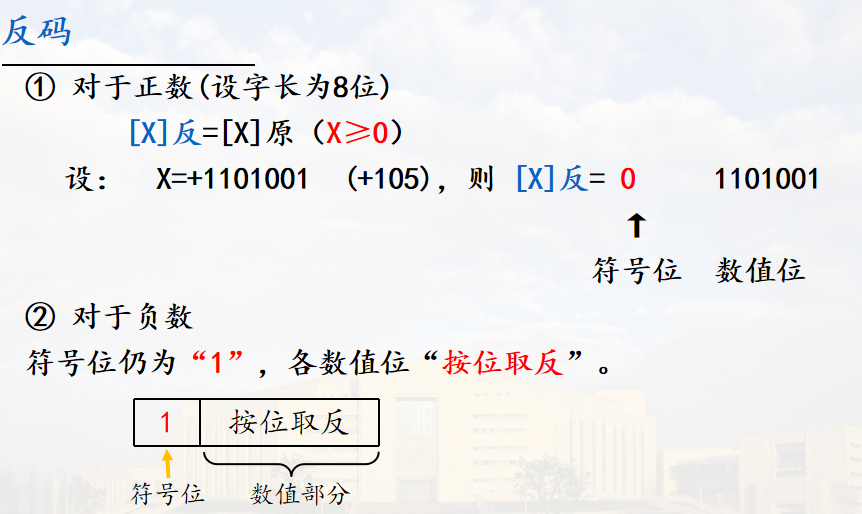 反码
① 对于正数(设字长为8位)
[X]反=[X]原（X≥0）
设： X=+1101001 (+105)，则 [X]反= 0 1101001
↑
符号位 数值位
② 对于负数
符号位仍为“1”，各数值位“按位取反”。
1 按位取反
符号位 数值部分